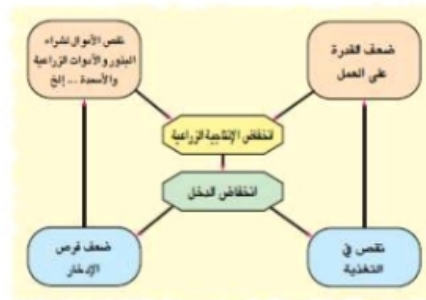 ضعف القدرة
على العمل
نقص الأموال لشراء
البذور والأدوات الزراعية
والأسمدة ... إلخ
انخفاض الإنتاجية الزراعية
انخفاض الدخل
نقص في
التغذية
ضعف فرص
الإدخار